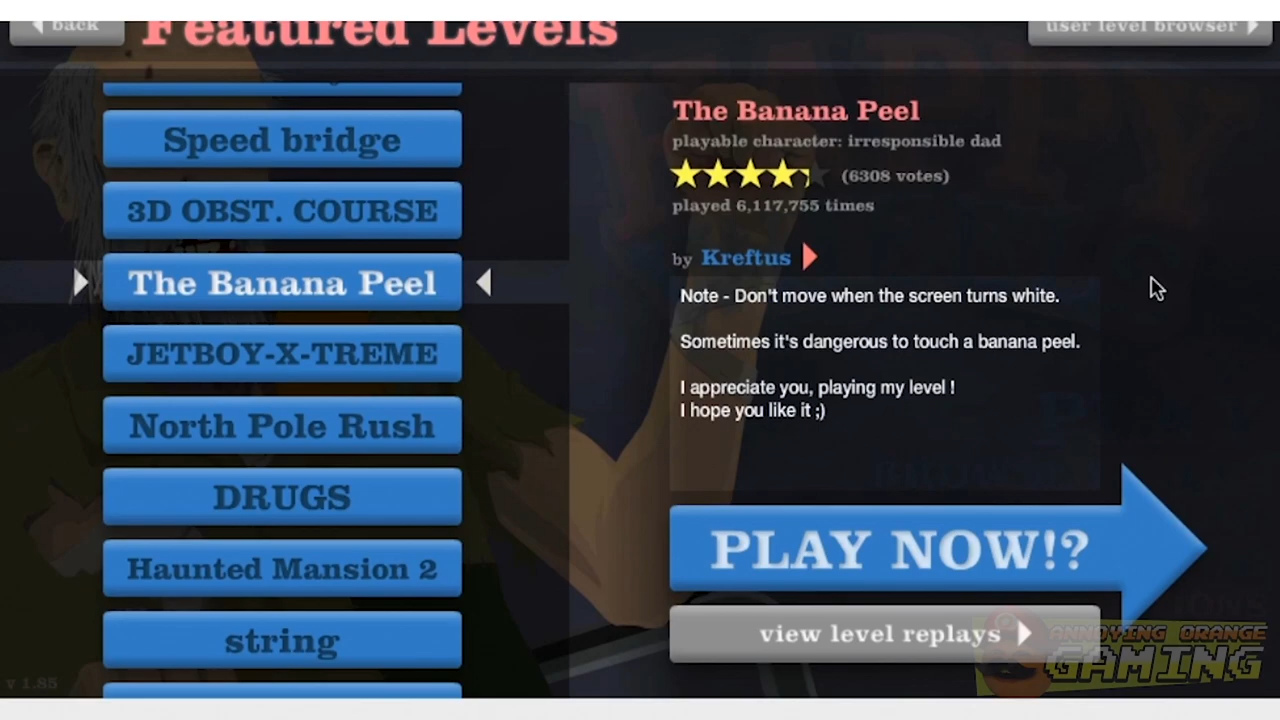 back
Featured Levels
user level browser
Speed bridge
3D OBST. COURSE
The Banana Peel
JETBOY-X-TREME
North Pole Rush
DRUGS
Haunted Mansion 2
string
v 1.85
The Banana Peel
playable character: irresponsible dad
(6308 votes)
played 6,117,755 times
by Kreftus
Note - Don't move when the screen turns white.
Sometimes it's dangerous to touch a banana peel.
I appreciate you, playing my level !
I hope you like it ;)
PLAY NOW!?
view level replays
ANNOYING ORANGE
GAMING